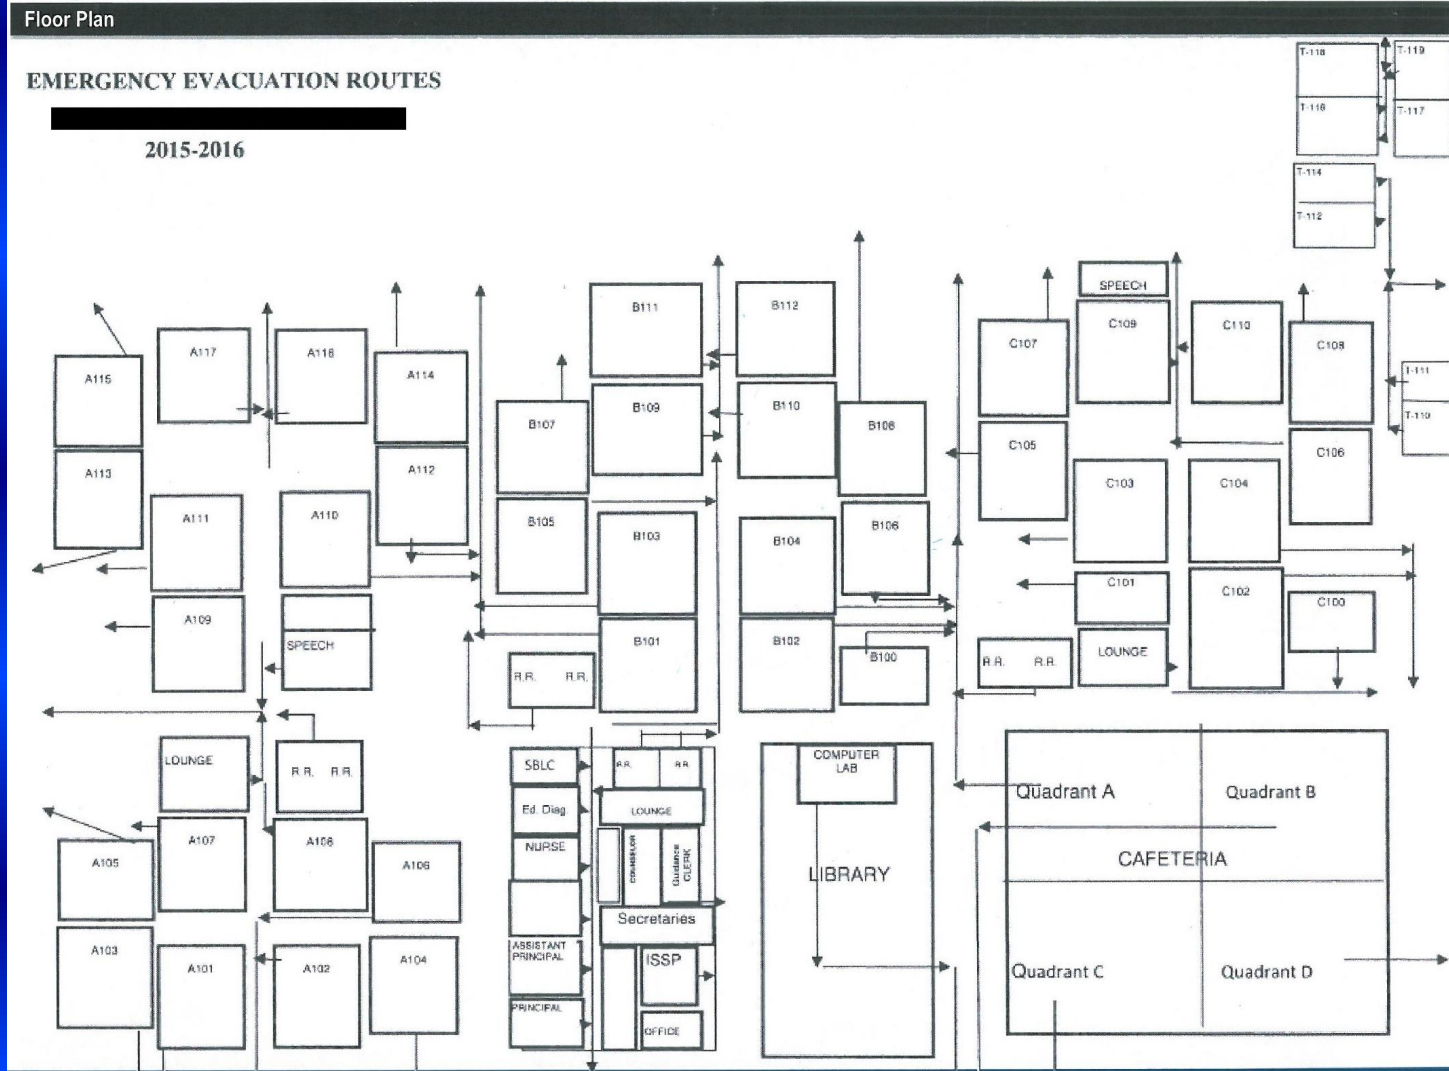 Floor Plan
EMERGENCY EVACUATION ROUTES
2015-2016
T-118
T-119
T-116
T-117
T-114
T-112
T-111
T-110
A115
A117
A116
A114
A113
A112
A111
A110
A109
SPEECH
LOUNGE
R.R. R.R.
A105
A107
A108
A106
A103
A101
A102
A104
B111
B112
B107
B109
B110
B108
B105
B103
B104
B106
R.R. R.R.
B101
B102
B100
SPEECH
C107
C109
C110
C108
C105
C103
C104
C106
C101
C102
C100
R.R. R.R.
LOUNGE
SBLC
R.R. R.R.
Ed. Diag
LOUNGE
NURSE
COUNSELOR
Guidance
CLERK
Secretaries
ASSISTANT
PRINCIPAL
ISSP
PRINCIPAL
OFFICE
COMPUTER
LAB
LIBRARY
Quadrant A
Quadrant B
CAFETERIA
Quadrant C
Quadrant D